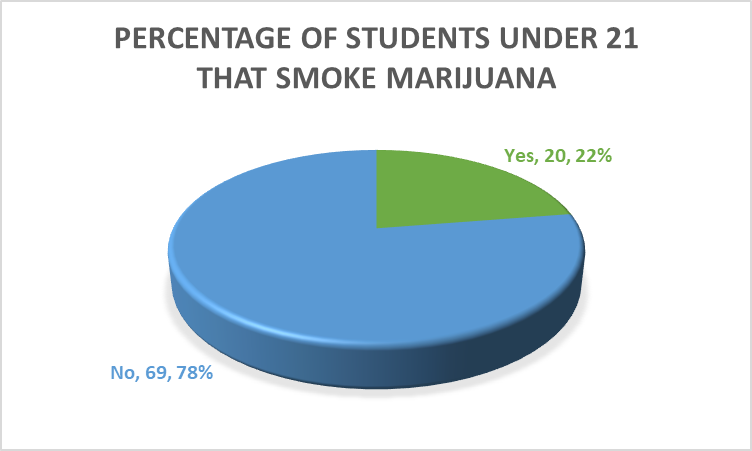 PERCENTAGE OF STUDENTS UNDER 21
THAT SMOKE MARIJUANA
Yes, 20, 22%
No, 69, 78%